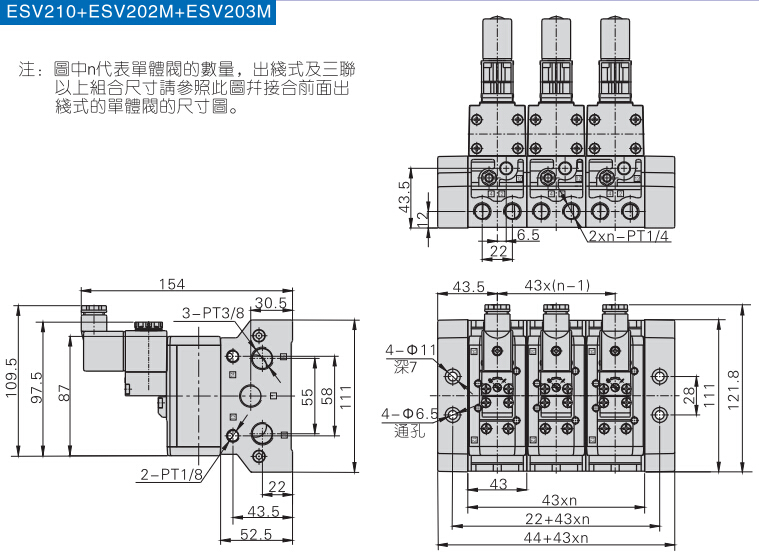 ESV210+ESV202M+ESV203M
注：圖中n代表單體閥的數量，出綫式及三聯
以上組合尺寸請參照此圖并接合前面出
綫式的單體閥的尺寸圖。
43.5
12
6.5
22
2xn-PT1/4
154
30.5
3-PT3/8
109.5
97.5
87
55
58
111
2-PT1/8
22
43.5
52.5
43.5
43x(n-1)
4-Φ11
深7
4-Φ6.5
通孔
28
111
121.8
43
43xn
22+43xn
44+43xn